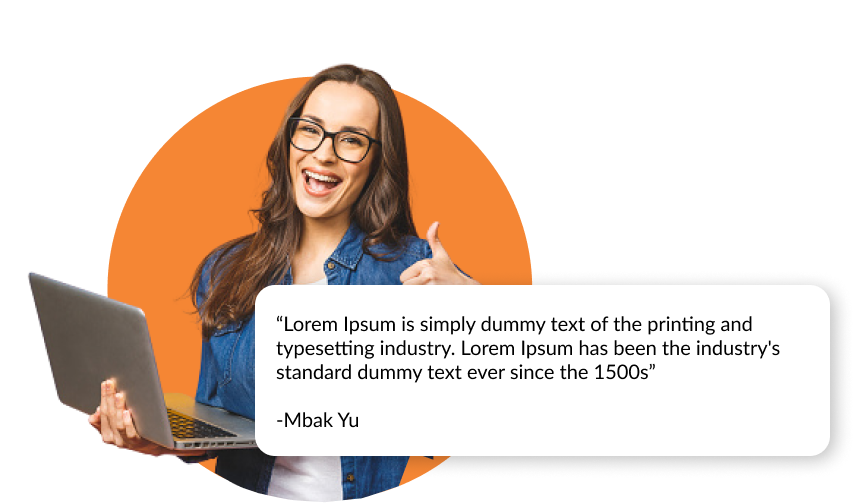 “Lorem Ipsum is simply dummy text of the printing and
typesetting industry. Lorem Ipsum has been the industry's
standard dummy text ever since the 1500s”
-Mbak Yu